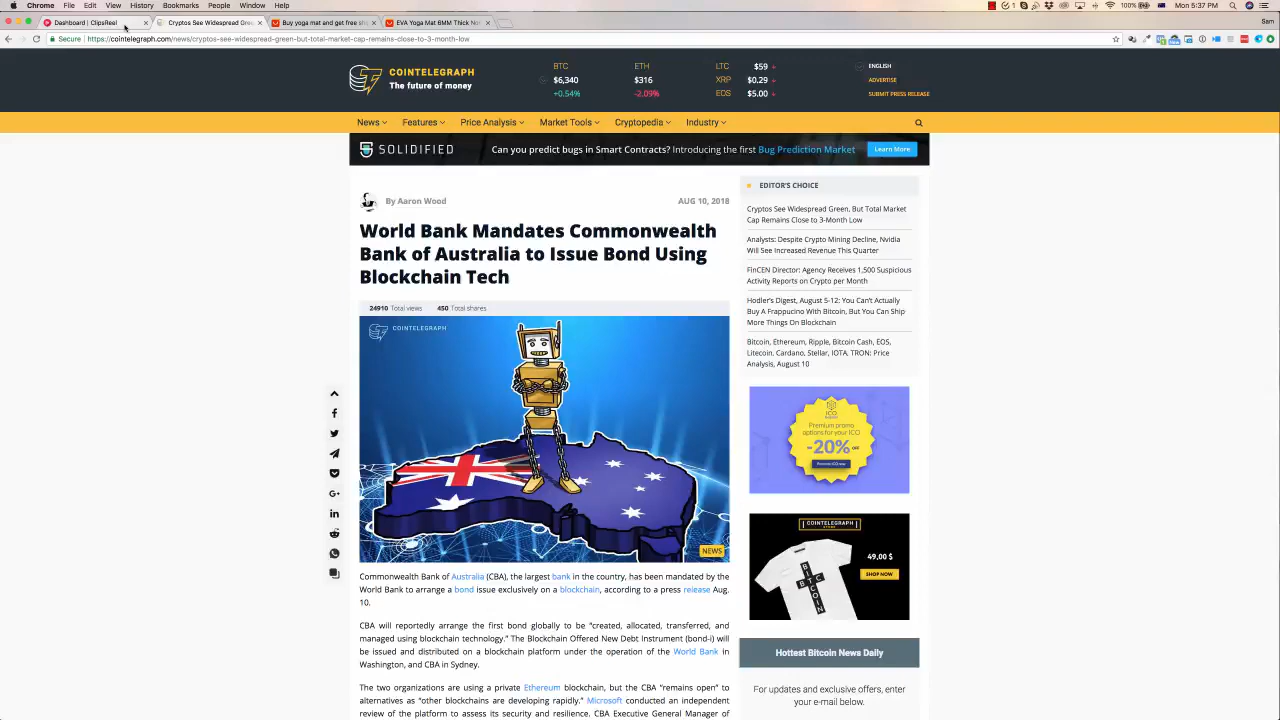 Chrome File Edit View History Bookmarks People Window Help
100% Mon 5:37 PM
Dashboard | ClipsReel
Cryptos See Widespread Gre
Buy yoga mat and get free sh
EVA Yoga Mat 6MM Thick No
Sam
Secure https://cointelegraph.com/news/cryptos-see-widespread-green-but-total-market-cap-remains-close-to-3-month-low
COINTELEGRAPH
The future of money
BTC
$6,340
+0.54%
ETH
$316
-2.09%
LTC $59
XRP $0.29
EOS $5.00
ENGLISH
ADVERTISE
SUBMIT PRESS RELEASE
News Features Price Analysis Market Tools Cryptopedia Industry
SOLIDIFIED
Can you predict bugs in Smart Contracts? Introducing the first Bug Prediction Market
Learn More
By Aaron Wood
AUG 10, 2018
World Bank Mandates Commonwealth
Bank of Australia to Issue Bond Using
Blockchain Tech
24910 Total views 450 Total shares
COINTELEGRAPH
NEWS
Commonwealth Bank of Australia (CBA), the largest bank in the country, has been mandated by the
World Bank to arrange a bond issue exclusively on a blockchain, according to a press release Aug.
10.
CBA will reportedly arrange the first bond globally to be “created, allocated, transferred, and
managed using blockchain technology.” The Blockchain Offered New Debt Instrument (bond-i) will
be issued and distributed on a blockchain platform under the operation of the World Bank in
Washington, and CBA in Sydney.
The two organizations are using a private Ethereum blockchain, but the CBA “remains open” to
alternatives as “other blockchains are developing rapidly.” Microsoft conducted an independent
review of the platform to assess its security and resilience. CBA Executive General Manager of
EDITOR'S CHOICE
Cryptos See Widespread Green, But Total Market
Cap Remains Close to 3-Month Low
Analysts: Despite Crypto Mining Decline, Nvidia
Will See Increased Revenue This Quarter
FinCEN Director: Agency Receives 1,500 Suspicious
Activity Reports on Crypto per Month
Hodler's Digest, August 5-12: You Can't Actually
Buy A Frappucino With Bitcoin, But You Can Ship
More Things On Blockchain
Bitcoin, Ethereum, Ripple, Bitcoin Cash, EOS,
Litecoin, Cardano, Stellar, IOTA, TRON: Price
Analysis, August 10
ICO
Premium promo
options for your ICO
20%
COINTELEGRAPH
BITCOIN
BTC
49,00 $
SHOP NOW
Hottest Bitcoin News Daily
For updates and exclusive offers, enter
your e-mail below.